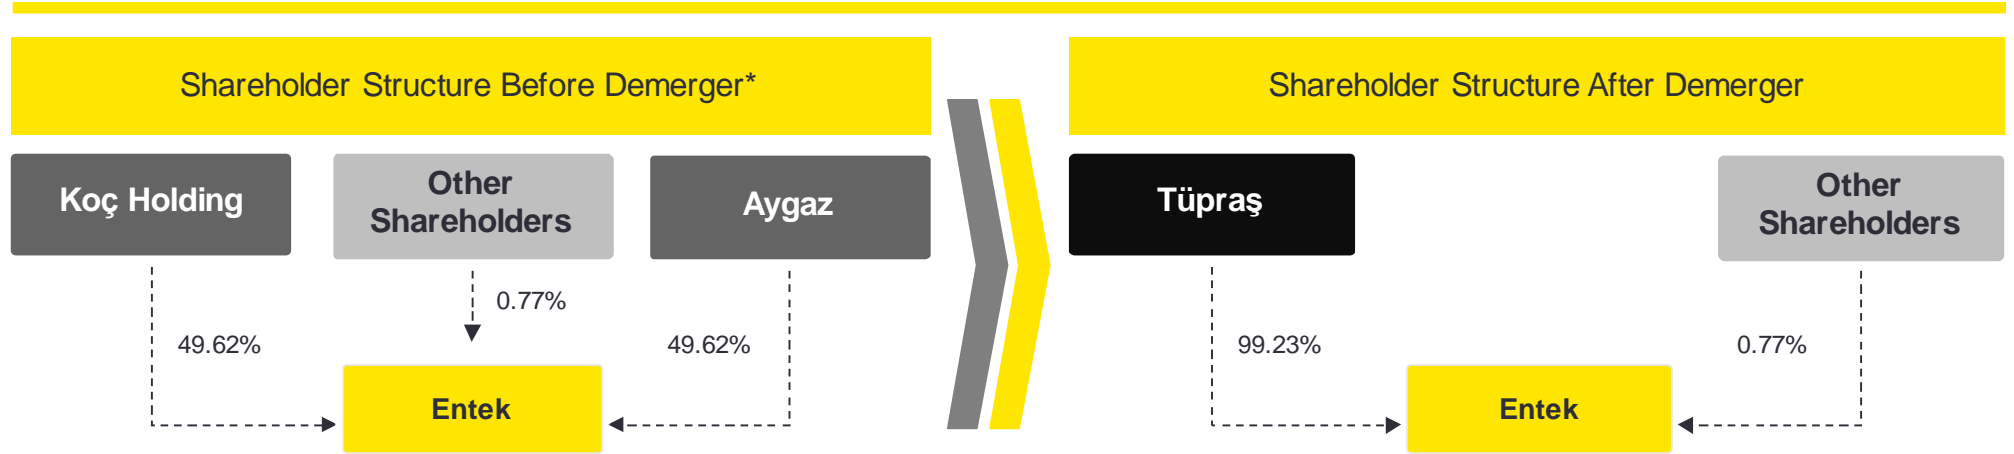 Shareholder Structure Before Demerger*
Koç Holding
Other
Shareholders
Aygaz
0.77%
49.62%
49.62%
Entek
Shareholder Structure After Demerger
Tüpraş
Other
Shareholders
99.23%
0.77%
Entek